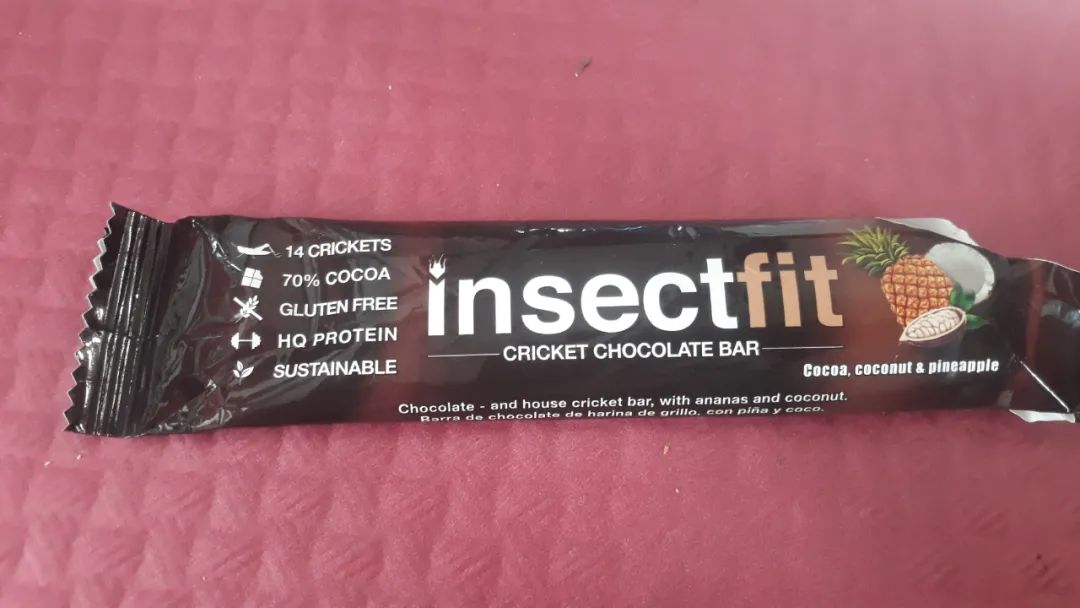 14 CRICKETS
70% COCOA
GLUTEN FREE
HQ PROTEIN
SUSTAINABLE
insectfit
CRICKET CHOCOLATE BAR
Cocoa, coconut & pineapple
Chocolate - and house cricket bar, with ananas and coconut.
Barra de chocolate de harina de grillo, con piña y coco.